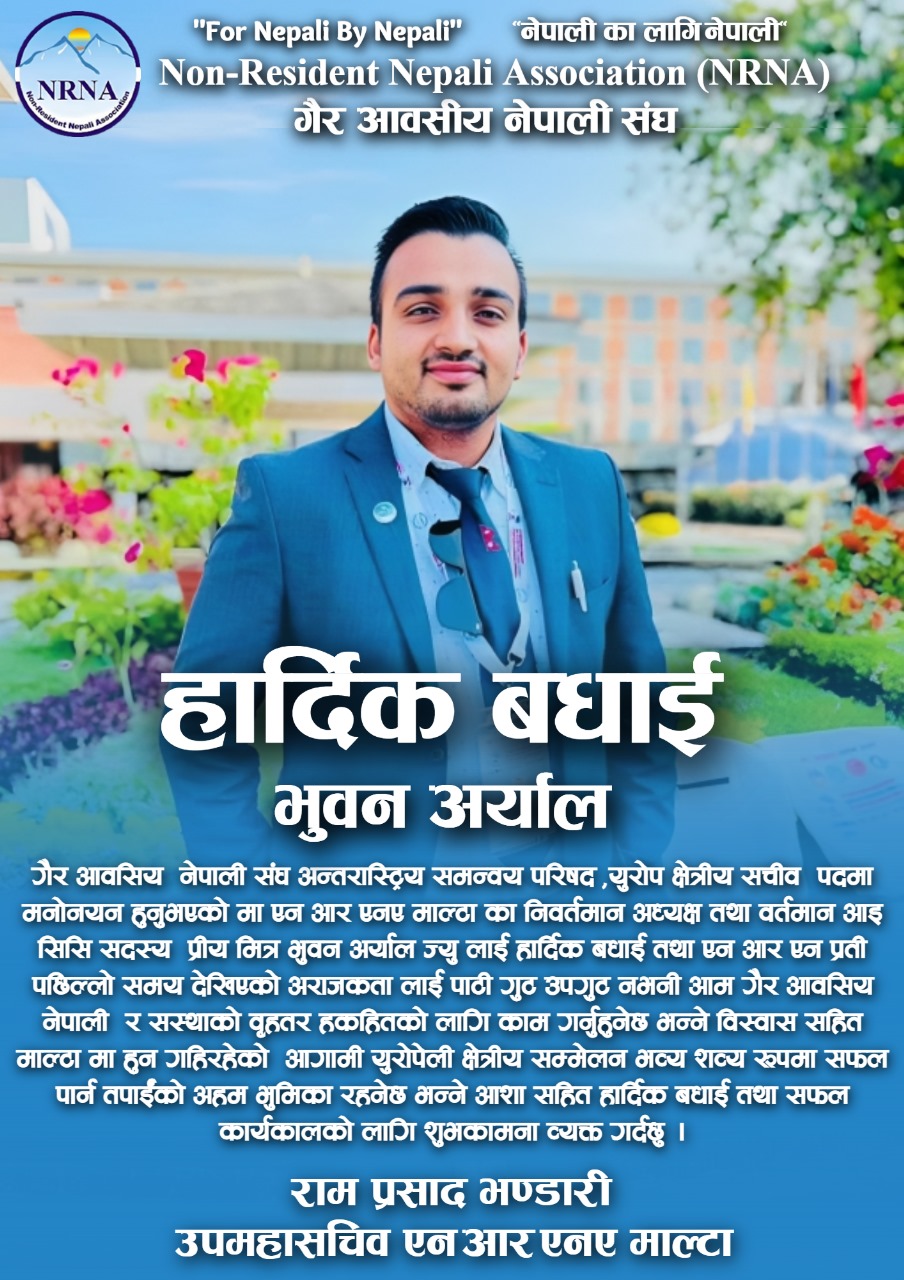 "For Nepali By Nepali" "नेपाली का लागि नेपाली"
NRNA
Non-Resident Nepali Association
Non-Resident Nepali Association (NRNA)
गैर आवसीय नेपाली संघ
हार्दिक बधाई
भुवन अर्याल
गैर आवसिय नेपाली संघ अन्तरास्ट्रिय समन्वय परिषद ,युरोप क्षेत्रीय सचीव पदमा
मनोनयन हुनुभएको मा एन आर एनए माल्टा का निवर्तमान अध्यक्ष तथा वर्तमान आइ
सिसि सदस्य प्रीय मित्र भुवन अर्याल ज्यु लाई हार्दिक बधाई तथा एन आर एन प्रती
पछिल्लो समय देखिएको अराजकता लाई पाठी गुट उपगुट नभनी आम गैर आवसिय
नेपाली र सस्थाको वृहतर हकहितको लागि काम गर्नुहुनेछ भन्ने विस्वास सहित
माल्टा मा हुन गहिरहेको आगामी युरोपेली क्षेत्रीय सम्मेलन भव्य शव्य रूपमा सफल
पार्न तपाईंको अहम भुमिका रहनेछ भन्ने आशा सहित हार्दिक बधाई तथा सफल
कार्यकालको लागि शुभकामना व्यक्त गर्दछु ।
राम प्रसाद भण्डारी
उपमहासचिव एन आर एनए माल्टा